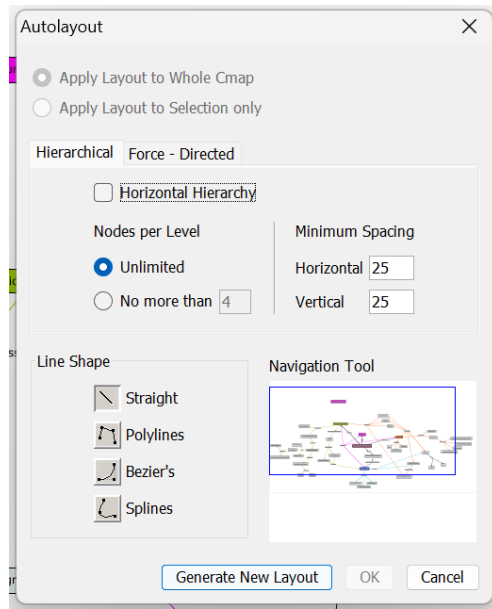 Autolayout
Apply Layout to Whole Cmap
Apply Layout to Selection only
Hierarchical Force - Directed
Horizontal Hierarchy
Nodes per Level
Minimum Spacing
Unlimited
Horizontal 25
No more than 4
Vertical 25
Line Shape
Navigation Tool
Straight
Polylines
Bezier's
Splines
Generate New Layout OK Cancel